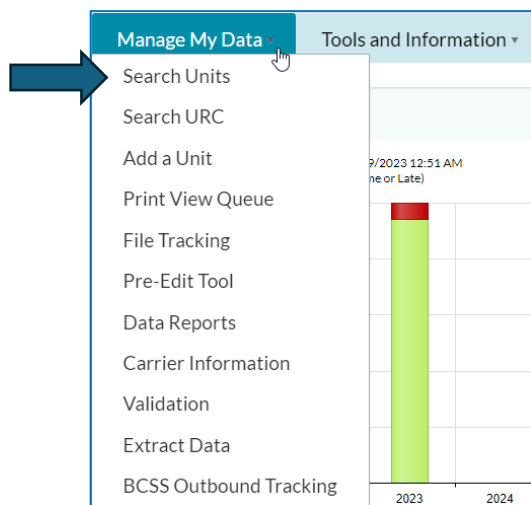 Manage My Data ▾ Tools and Information ▾
Search Units
Search URC
Add a Unit
9/2023 12:51 AM
ne or Late)
Print View Queue
File Tracking
Pre-Edit Tool
Data Reports
Carrier Information
Validation
Extract Data
BCSS Outbound Tracking
2023 2024